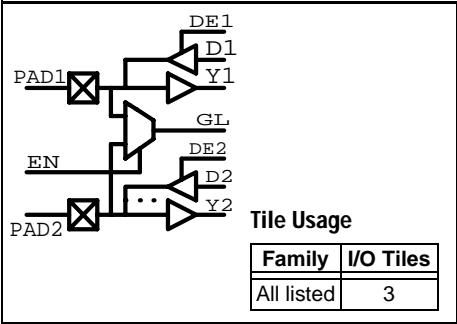 DE1
D1
PAD1
Y1
GL
DE2
EN
D2
PAD2
Y2
Tile Usage
Family I/O Tiles
All listed 3